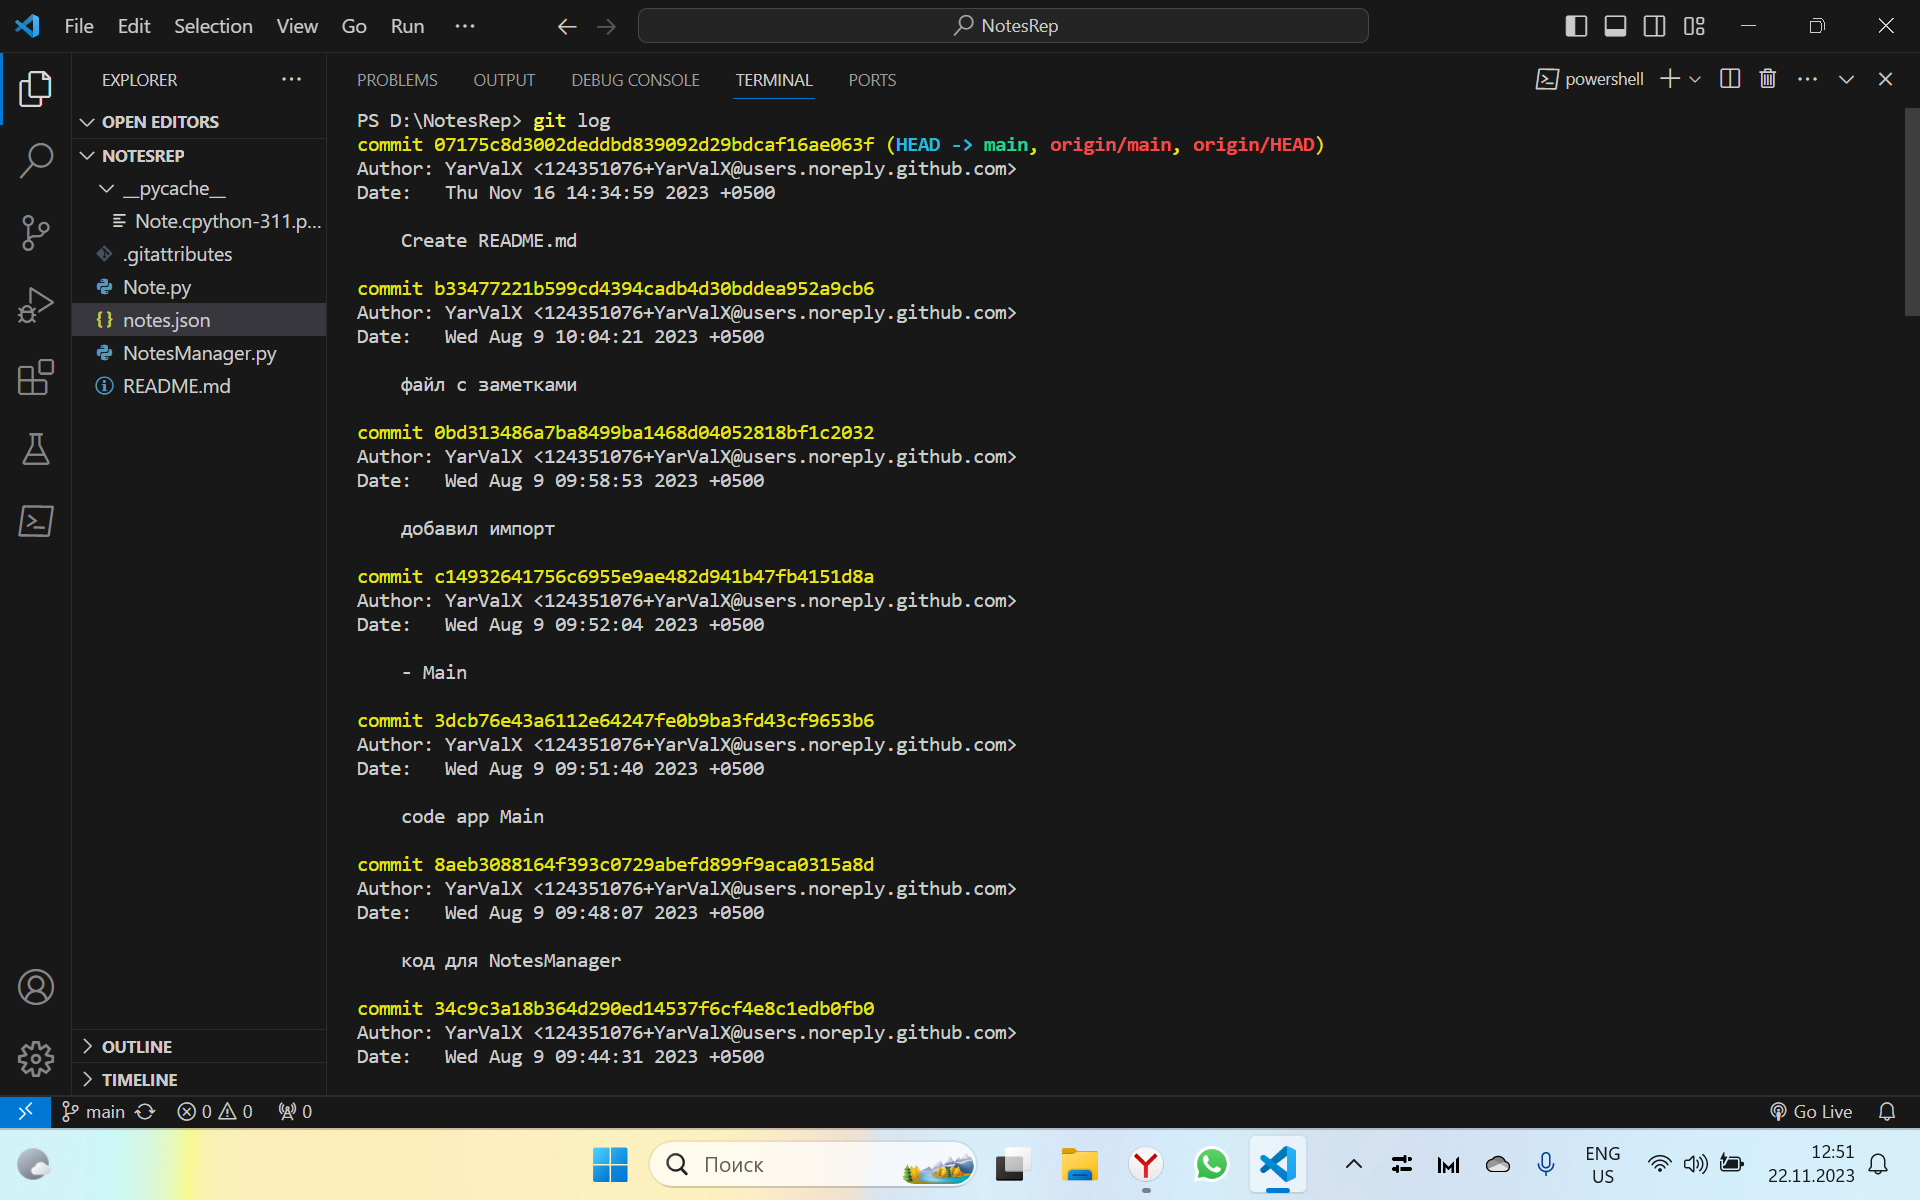 File Edit Selection View Go Run ··· NotesRep
EXPLORER ···
OPEN EDITORS
NOTESREP
__pycache__
Note.cpython-311.p...
.gitattributes
Note.py
notes.json
NotesManager.py
README.md
OUTLINE
TIMELINE
PROBLEMS OUTPUT DEBUG CONSOLE TERMINAL PORTS powershell
PS D:\NotesRep> git log
commit 07175c8d3002deddbd839092d29bdcaf16ae063f (HEAD -> main, origin/main, origin/HEAD)
Author: YarValX <124351076+YarValX@users.noreply.github.com>
Date:   Thu Nov 16 14:34:59 2023 +0500
Create README.md
commit b33477221b599cd4394cadb4d30bddea952a9cb6
Author: YarValX <124351076+YarValX@users.noreply.github.com>
Date:   Wed Aug 9 10:04:21 2023 +0500
файл с заметками
commit 0bd313486a7ba8499ba1468d04052818bf1c2032
Author: YarValX <124351076+YarValX@users.noreply.github.com>
Date:   Wed Aug 9 09:58:53 2023 +0500
добавил импорт
commit c14932641756c6955e9ae482d941b47fb4151d8a
Author: YarValX <124351076+YarValX@users.noreply.github.com>
Date:   Wed Aug 9 09:52:04 2023 +0500
- Main
commit 3dcb76e43a6112e64247fe0b9ba3fd43cf9653b6
Author: YarValX <124351076+YarValX@users.noreply.github.com>
Date:   Wed Aug 9 09:51:40 2023 +0500
code app Main
commit 8aeb3088164f393c0729abefd899f9aca0315a8d
Author: YarValX <124351076+YarValX@users.noreply.github.com>
Date:   Wed Aug 9 09:48:07 2023 +0500
код для NotesManager
commit 34c9c3a18b364d290ed14537f6cf4e8c1edb0fb0
Author: YarValX <124351076+YarValX@users.noreply.github.com>
Date:   Wed Aug 9 09:44:31 2023 +0500
main 0 0 0 Go Live
Поиск
ENG
US
12:51
22.11.2023